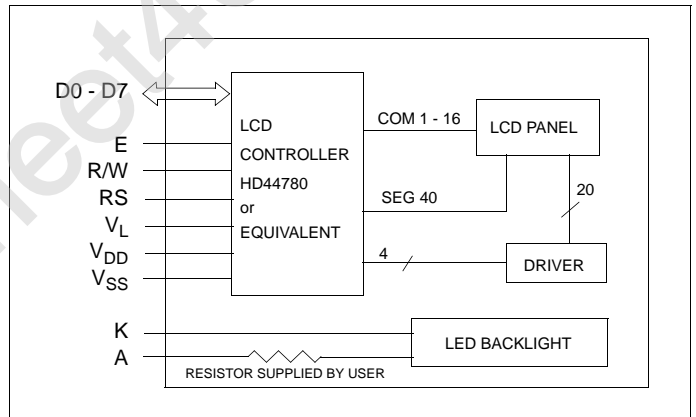 D0 - D7
E
R/W
RS
VL
VDD
VSS
K
A
LCD
CONTROLLER
HD44780
or
EQUIVALENT
COM 1 - 16
LCD PANEL
SEG 40
20
4
DRIVER
LED BACKLIGHT
RESISTOR SUPPLIED BY USER